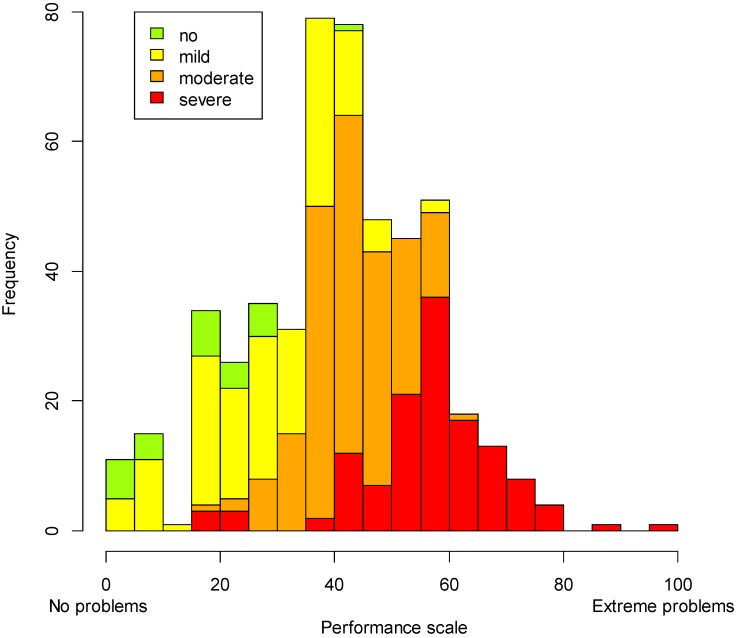 80
60
40
20
0
Frequency
no
mild
moderate
severe
0 20 40 60 80 100
No problems Extreme problems
Performance scale